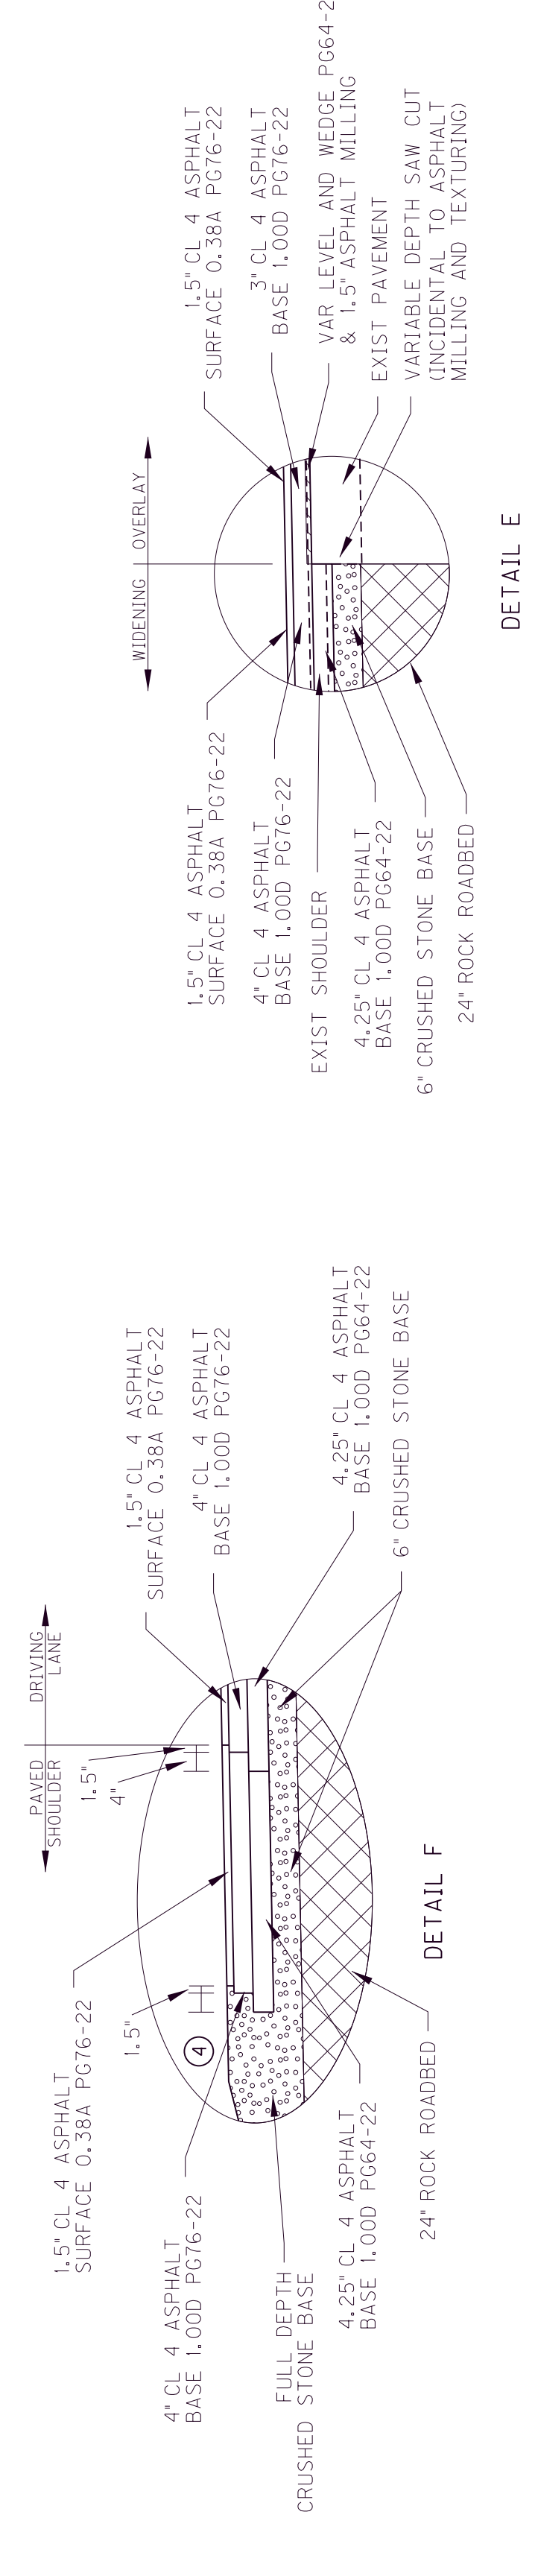 PAVED
SHOULDER
DRIVING
LANE
1.5"
4"
1.5" CL 4 ASPHALT
SURFACE 0.38A PG76-22
4" CL 4 ASPHALT
BASE 1.00D PG76-22
4.25" CL 4 ASPHALT
BASE 1.00D PG64-22
6" CRUSHED STONE BASE
1.5" CL 4 ASPHALT
SURFACE 0.38A PG76-22
1.5"
4
4" CL 4 ASPHALT
BASE 1.00D PG76-22
FULL DEPTH
CRUSHED STONE BASE
4.25" CL 4 ASPHALT
BASE 1.00D PG64-22
24" ROCK ROADBED
DETAIL F
WIDENING
OVERLAY
1.5" CL 4 ASPHALT
SURFACE 0.38A PG76-22
4" CL 4 ASPHALT
BASE 1.00D PG76-22
EXIST SHOULDER
4.25" CL 4 ASPHALT
BASE 1.00D PG64-22
6" CRUSHED STONE BASE
24" ROCK ROADBED
1.5" CL 4 ASPHALT
SURFACE 0.38A PG76-22
3" CL 4 ASPHALT
BASE 1.00D PG76-22
VAR LEVEL AND WEDGE PG64-2
& 1.5" ASPHALT MILLING
EXIST PAVEMENT
VARIABLE DEPTH SAW CUT
(INCIDENTAL TO ASPHALT
MILLING AND TEXTURING)
DETAIL E